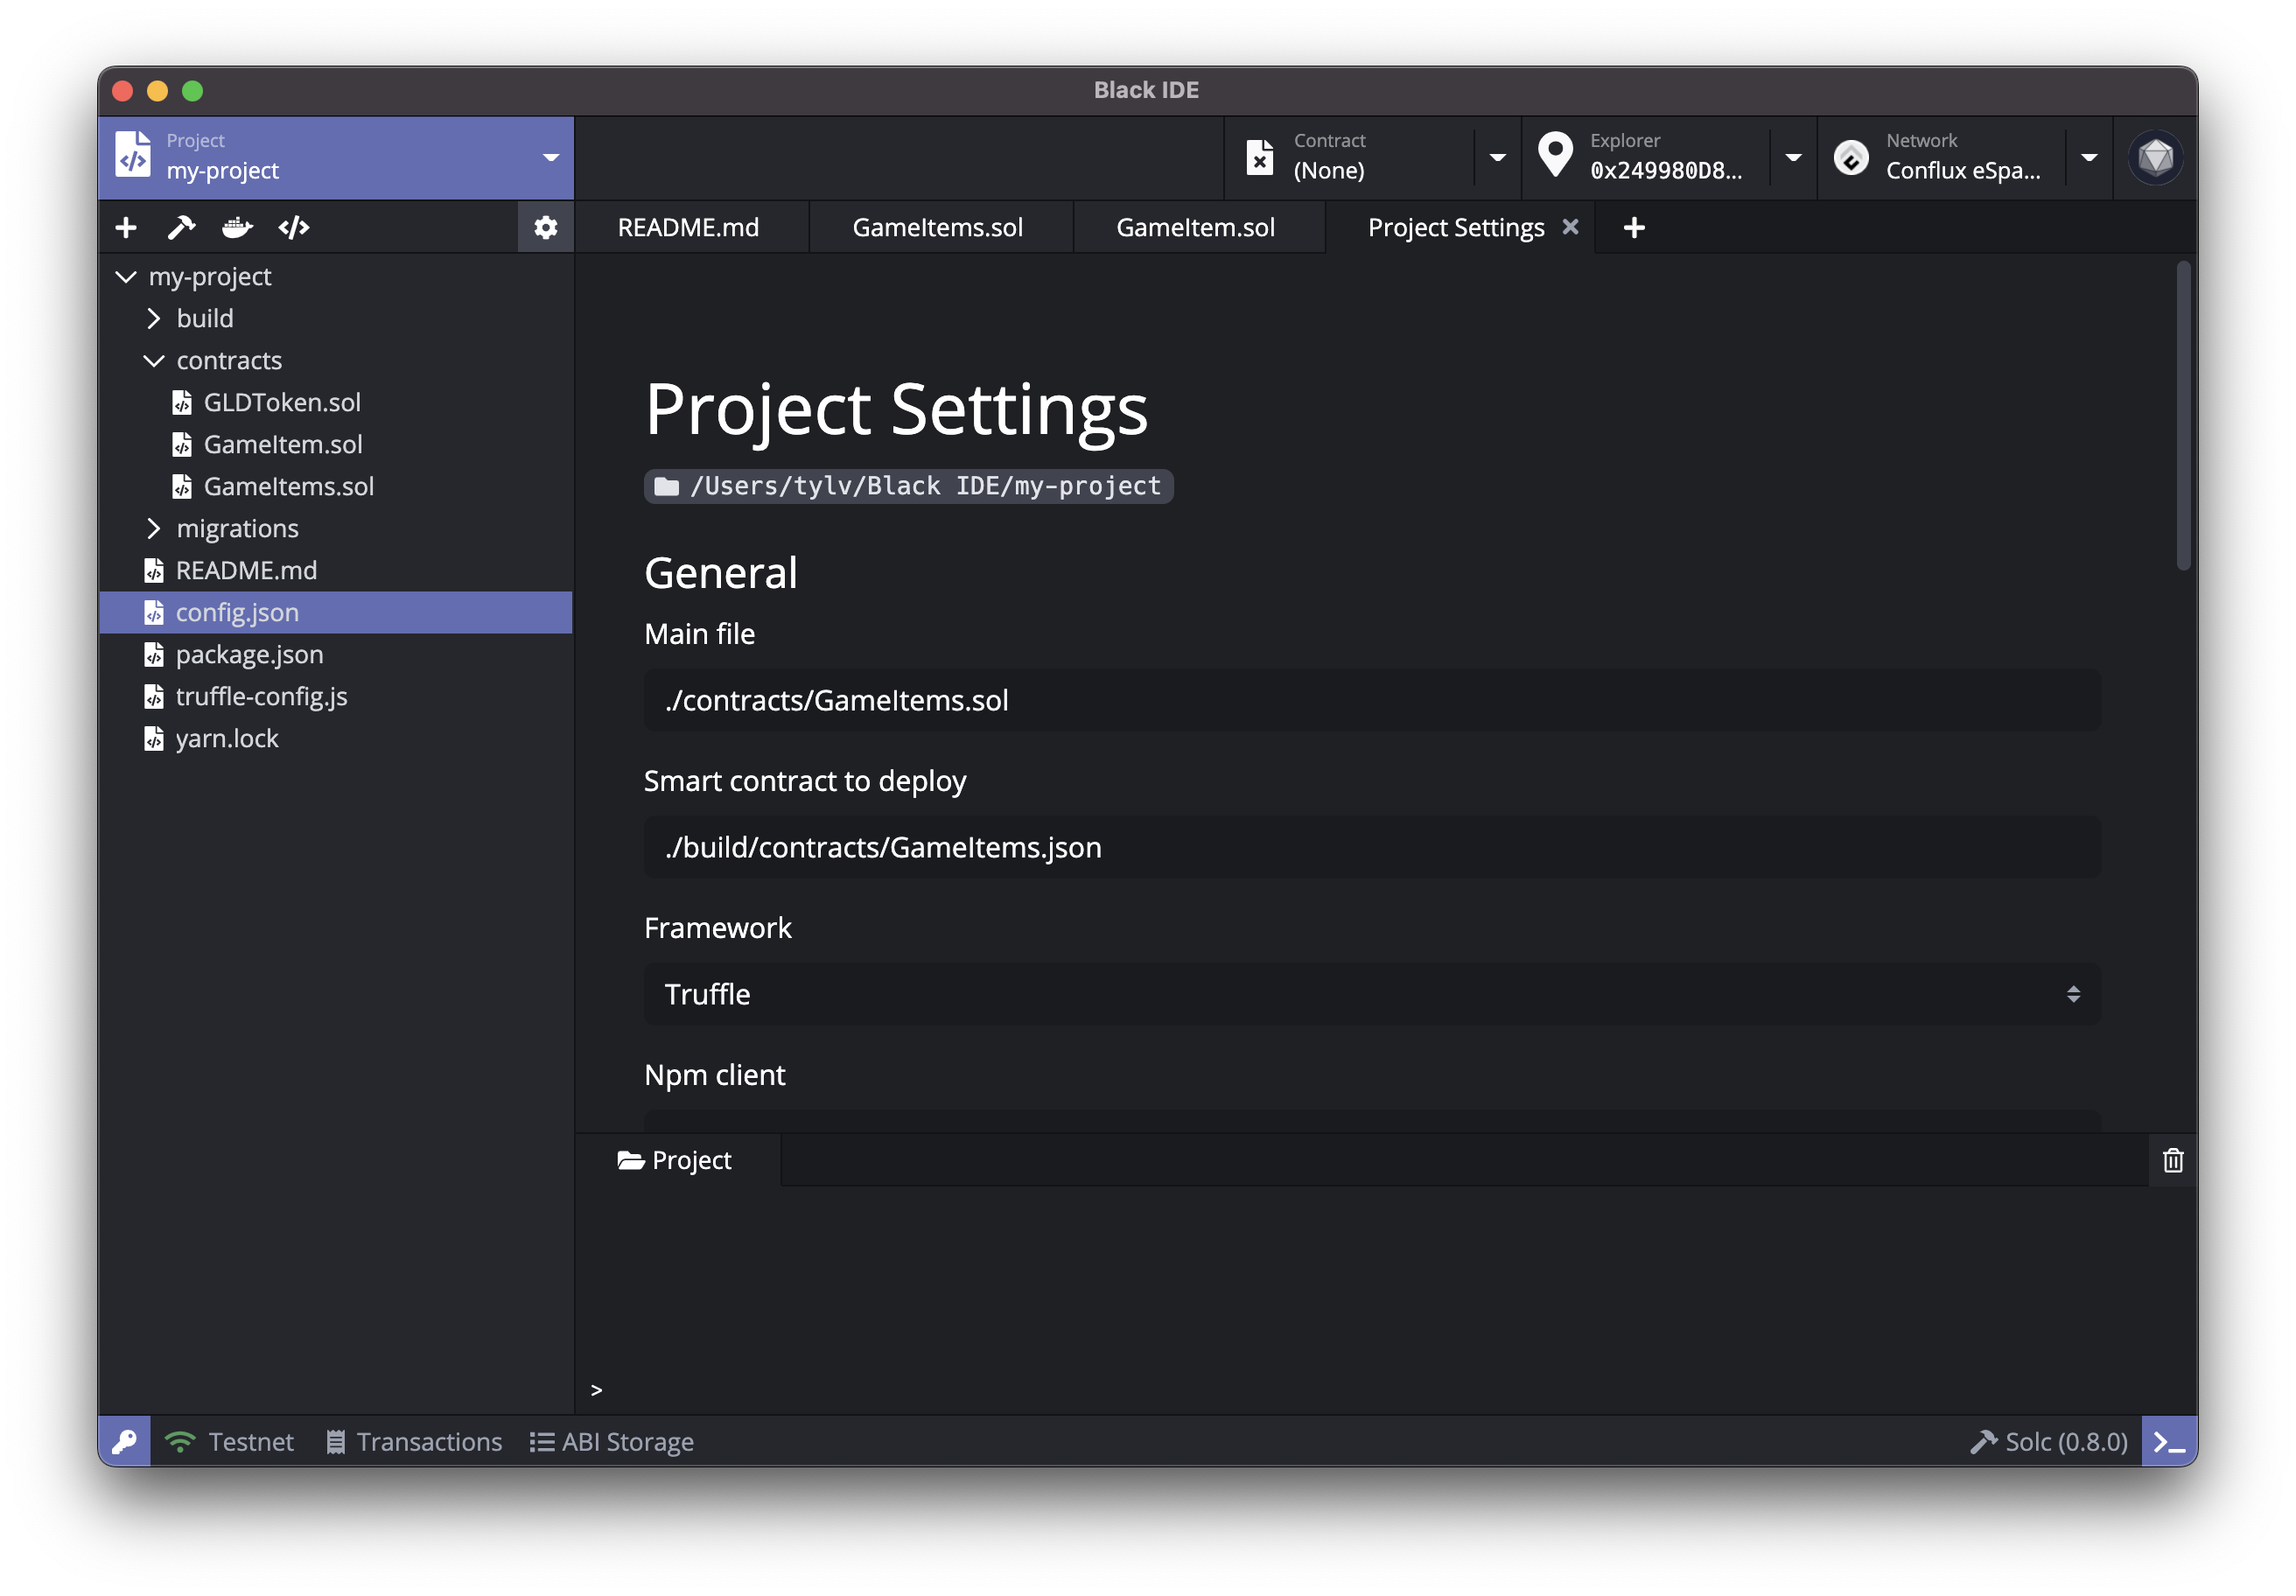 Black IDE
Project
my-project
Contract
(None)
Explorer
0x249980D8...
Network
Conflux eSpa...
README.md
GameItems.sol
GameItem.sol
Project Settings
my-project
build
contracts
GLDToken.sol
GameItem.sol
GameItems.sol
migrations
README.md
config.json
package.json
truffle-config.js
yarn.lock
Project Settings
/Users/tylv/Black IDE/my-project
General
Main file
./contracts/GameItems.sol
Smart contract to deploy
./build/contracts/GameItems.json
Framework
Truffle
Npm client
Project
>
Testnet
Transactions
ABI Storage
Solc (0.8.0)